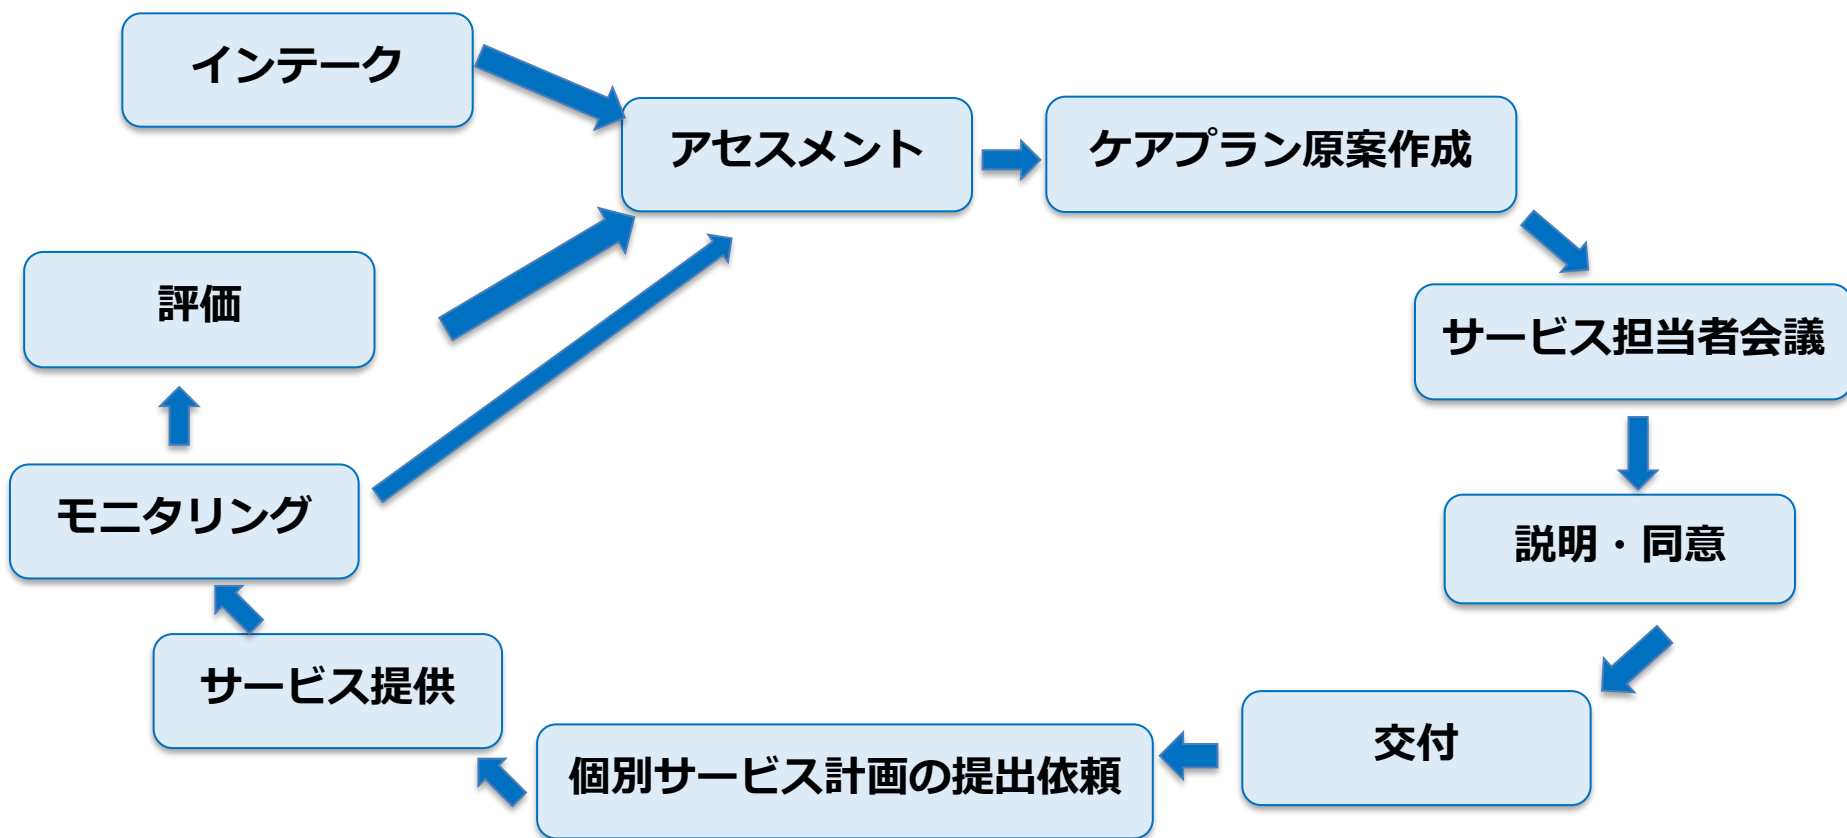 インテーク
アセスメント
ケアプラン原案作成
サービス担当者会議
説明・同意
交付
個別サービス計画の提出依頼
サービス提供
モニタリング
評価